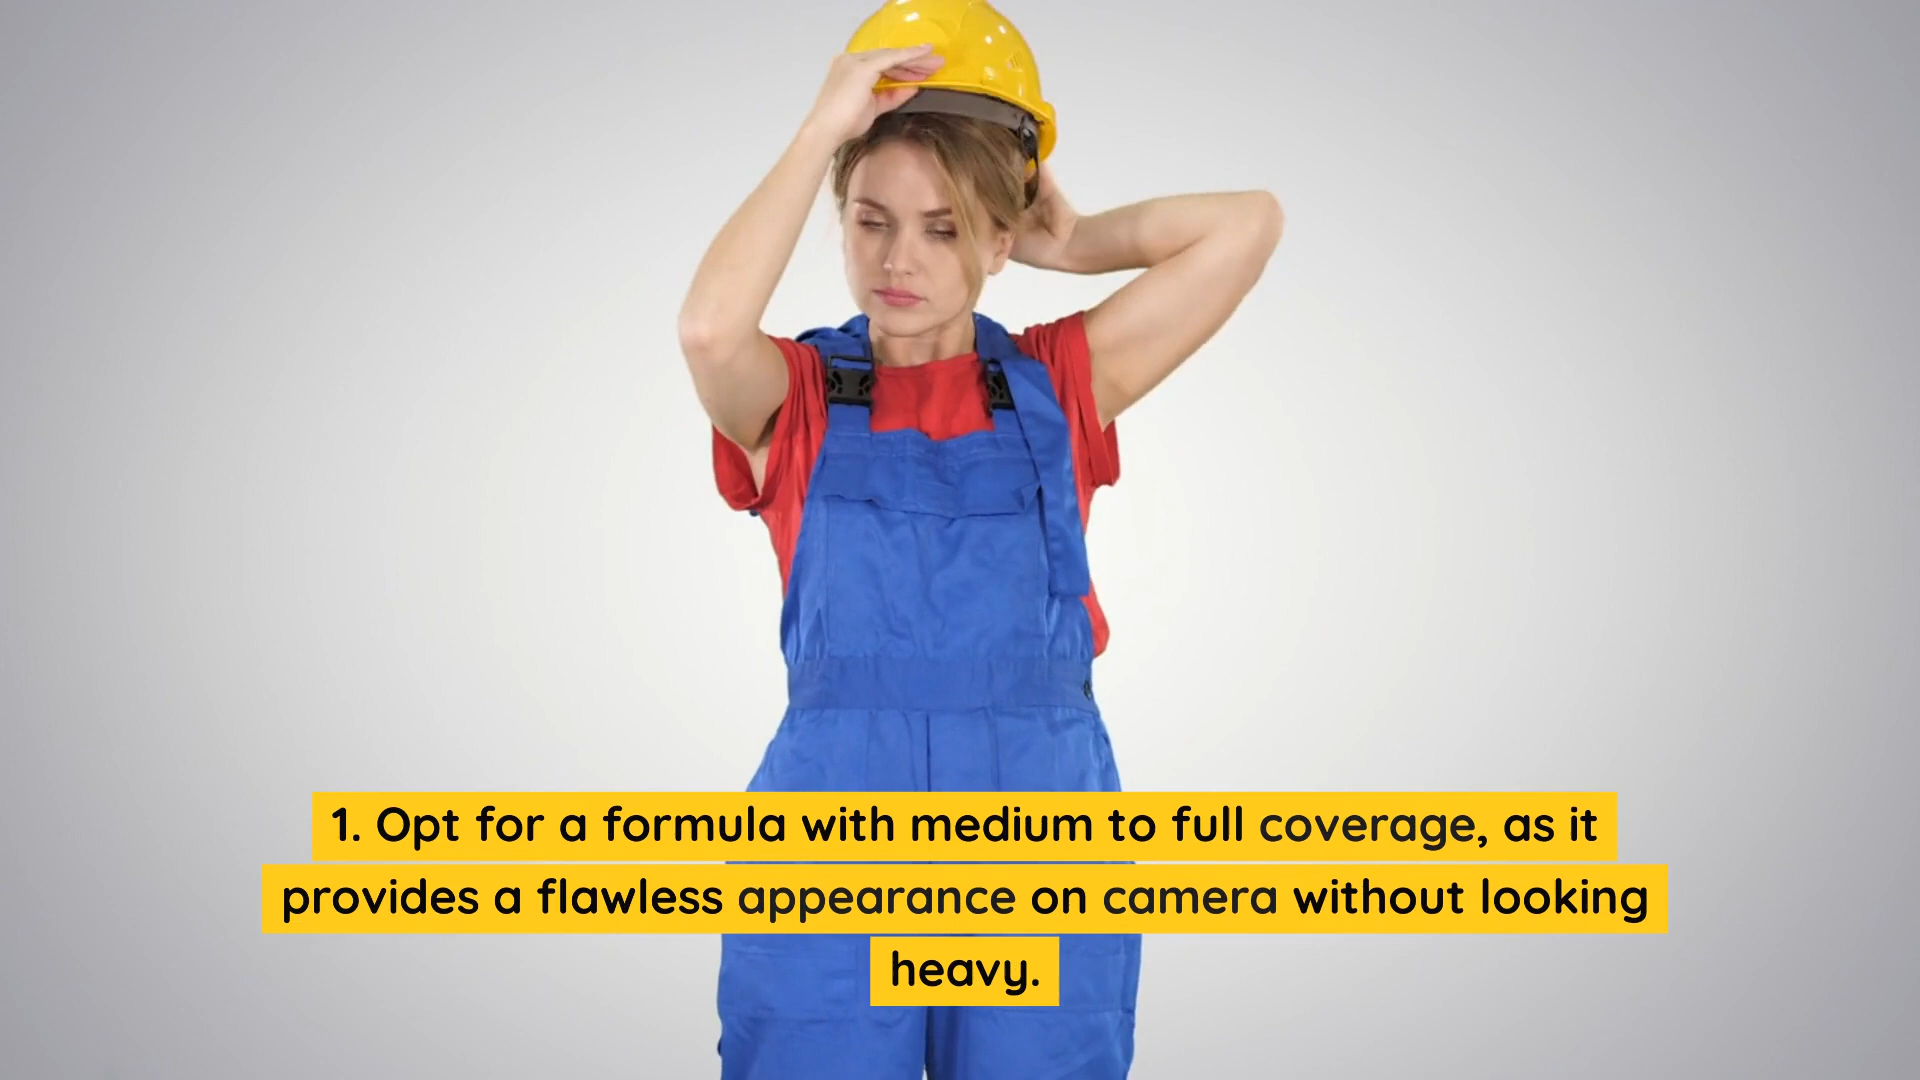 1. Opt for a formula with medium to full coverage, as it
provides a flawless appearance on camera without looking
heavy.